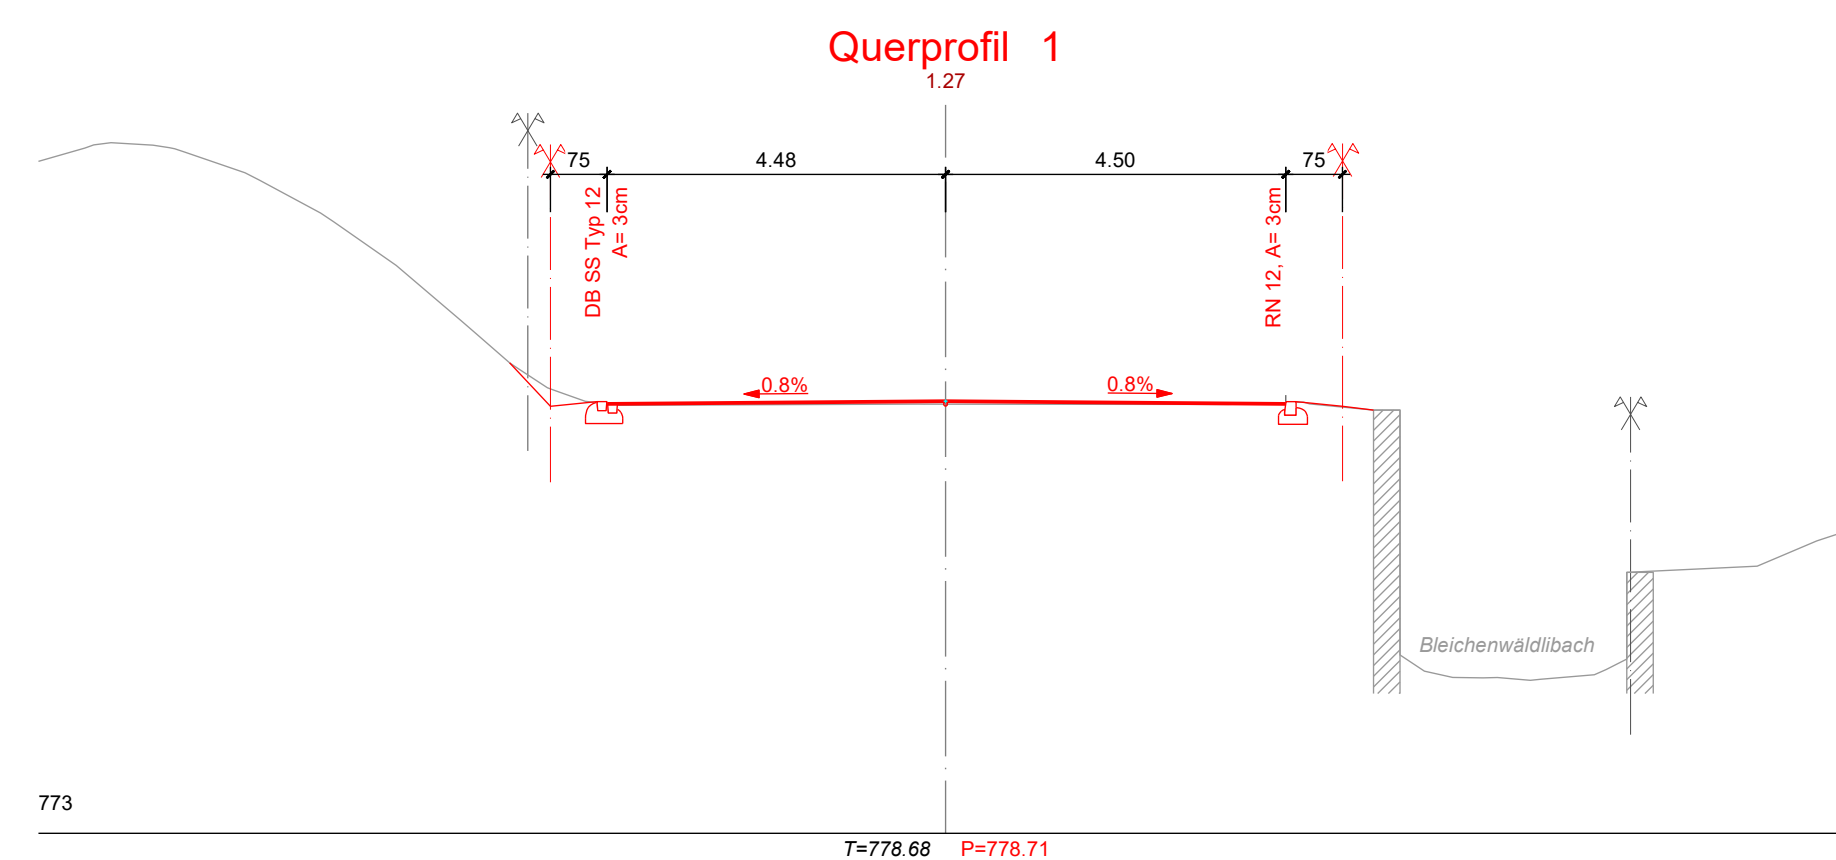 Querprofil 1
1.27
75
4.48
4.50
75
DB SS Typ 12
A= 3cm
RN 12, A= 3cm
0.8%
0.8%
Bleichenwäldlibach
773
T=778.68
P=778.71